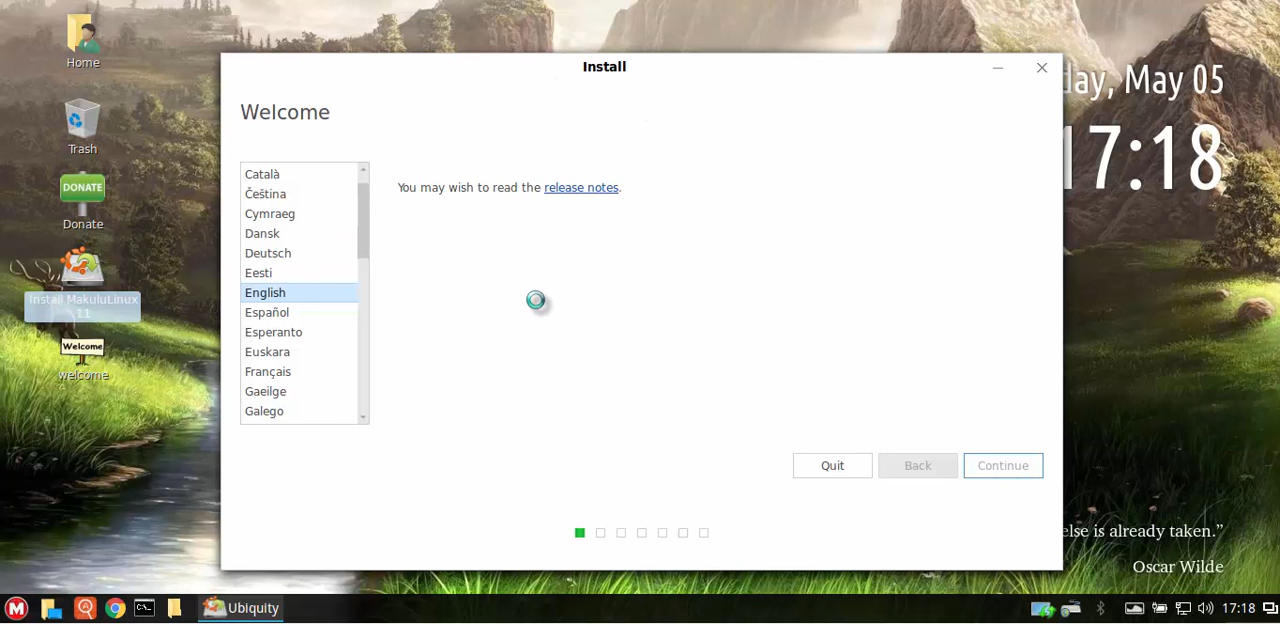 Home
Trash
DONATE
Donate
Install MakuluLinux
11
Welcome
welcome
Install
Welcome
Català
Čeština
Cymraeg
Dansk
Deutsch
Eesti
English
Español
Esperanto
Euskara
Français
Gaeilge
Galego
You may wish to read the release notes.
Quit
Back
Continue
day, May 05
17:18
else is already taken.”
Oscar Wilde
M
Ubiquity
17:18